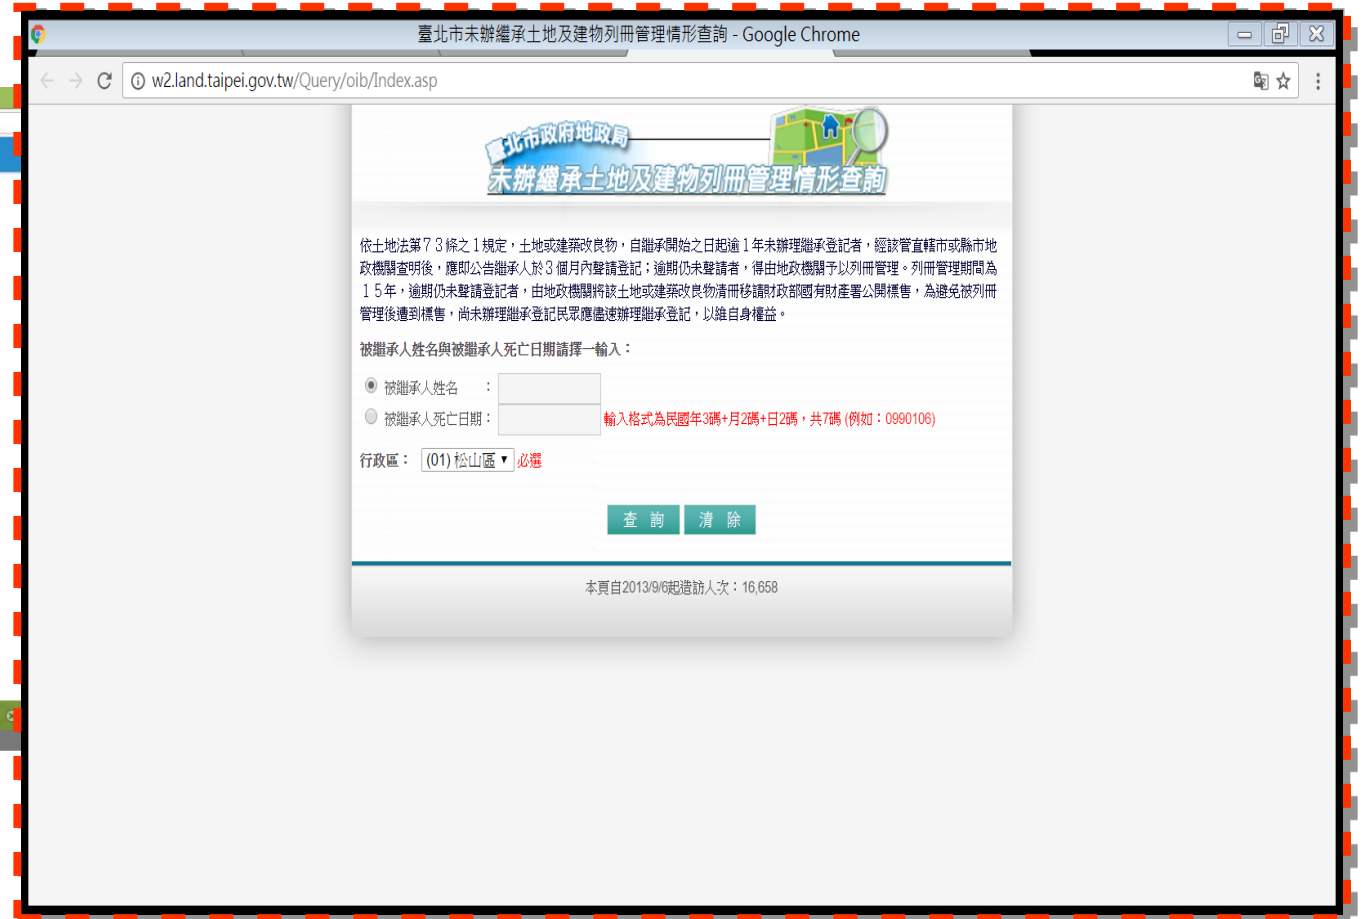 臺北市未辦繼承土地及建物列冊管理情形查詢 - Google Chrome
w2.land.taipei.gov.tw/Query/oib/Index.asp
臺北市政府地政局
未辦繼承土地及建物列冊管理情形查詢
依土地法第７３條之１規定，土地或建築改良物，自繼承開始之日起逾１年未辦理繼承登記者，經該管直轄市或縣市地
政機關查明後，應即公告繼承人於３個月內聲請登記；逾期仍未聲請者，得由地政機關予以列冊管理。列冊管理期間為
１５年，逾期仍未聲請登記者，由地政機關將該土地或建築改良物清冊移請財政部國有財產署公開標售，為避免被列冊
管理後遭到標售，尚未辦理繼承登記民眾應儘速辦理繼承登記，以維自身權益。
被繼承人姓名與被繼承人死亡日期請擇一輸入：
被繼承人姓名　　：
被繼承人死亡日期： 輸入格式為民國年3碼+月2碼+日2碼，共7碼 (例如：0990106)
行政區： (01) 松山區 必選
查 詢 清 除
本頁自2013/9/6起造訪人次：16,658